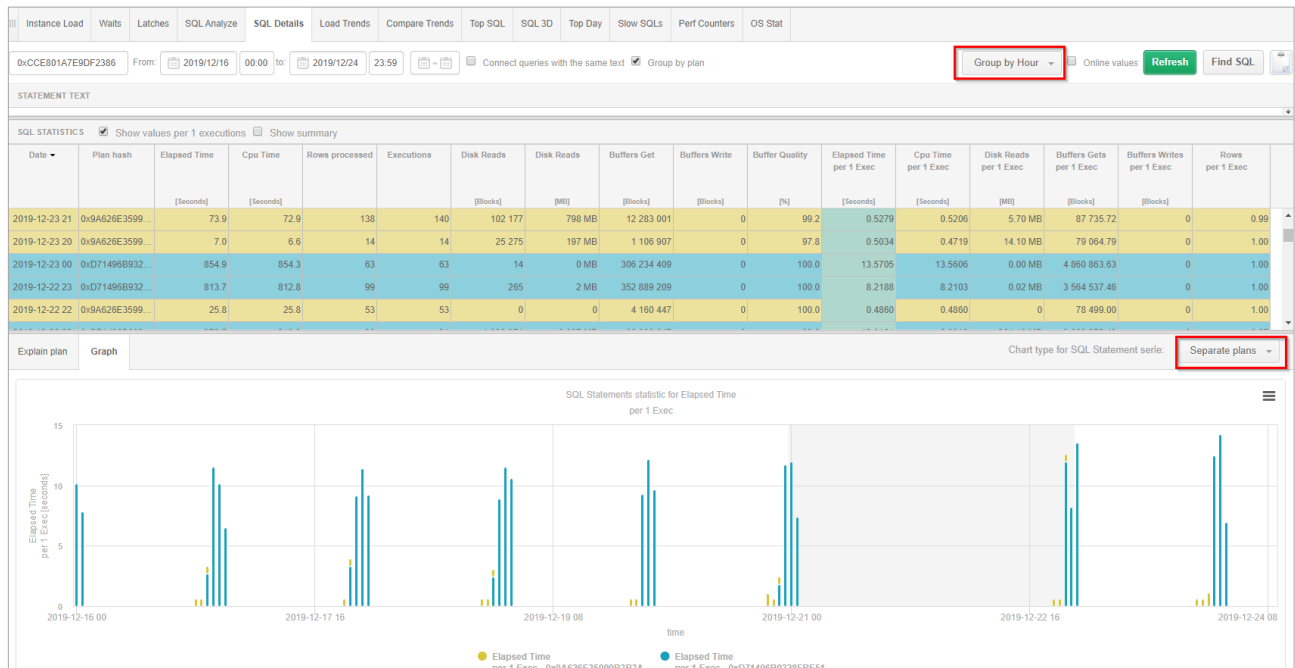 Instance Load Waits Latches SQL Analyze SQL Details Load Trends Compare Trends Top SQL SQL 3D Top Day Slow SQLs Perf Counters OS Stat
0xCCE801A7E9DF2386 From: 2019/12/16 00:00 to: 2019/12/24 23:59 Connect queries with the same text Group by plan Group by Hour Online values Refresh Find SQL
STATEMENT TEXT
SQL STATISTICS Show values per 1 executions Show summary
Date Plan hash Elapsed Time Cpu Time Rows processed Executions Disk Reads Disk Reads Buffers Get Buffers Write Buffer Quality Elapsed Time Cpu Time Disk Reads Buffers Gets Buffers Writes Rows
per 1 Exec per 1 Exec per 1 Exec per 1 Exec per 1 Exec per 1 Exec
[Seconds] [Seconds] [Blocks] [MB] [Blocks] [Blocks] [%] [Seconds] [Seconds] [MB] [Blocks] [Blocks]
2019-12-23 21 0x9A626E3599... 73.9 72.9 138 140 102 177 798 MB 12 283 001 0 99.2 0.5279 0.5206 5.70 MB 87 735.72 0 0.99
2019-12-23 20 0x9A626E3599... 7.0 6.6 14 14 25 275 197 MB 1 106 907 0 97.8 0.5034 0.4719 14.10 MB 79 064.79 0 1.00
2019-12-23 00 0xD71496B932... 854.9 854.3 63 63 14 0 MB 306 234 409 0 100.0 13.5705 13.5606 0.00 MB 4 860 863.63 0 1.00
2019-12-22 23 0xD71496B932... 813.7 812.8 99 99 265 2 MB 352 889 209 0 100.0 8.2188 8.2103 0.02 MB 3 564 537.46 0 1.00
2019-12-22 22 0x9A626E3599... 25.8 25.8 53 53 0 0 4 160 447 0 100.0 0.4860 0.4860 0 78 499.00 0 1.00
Explain plan Graph Chart type for SQL Statement serie: Separate plans
SQL Statements statistic for Elapsed Time
per 1 Exec
Elapsed Time
per 1 Exec [seconds]
15
10
5
0
2019-12-16 00 2019-12-17 16 2019-12-19 08 2019-12-21 00 2019-12-22 16 2019-12-24 08
time
Elapsed Time Elapsed Time
per 1 Exec per 1 Exec